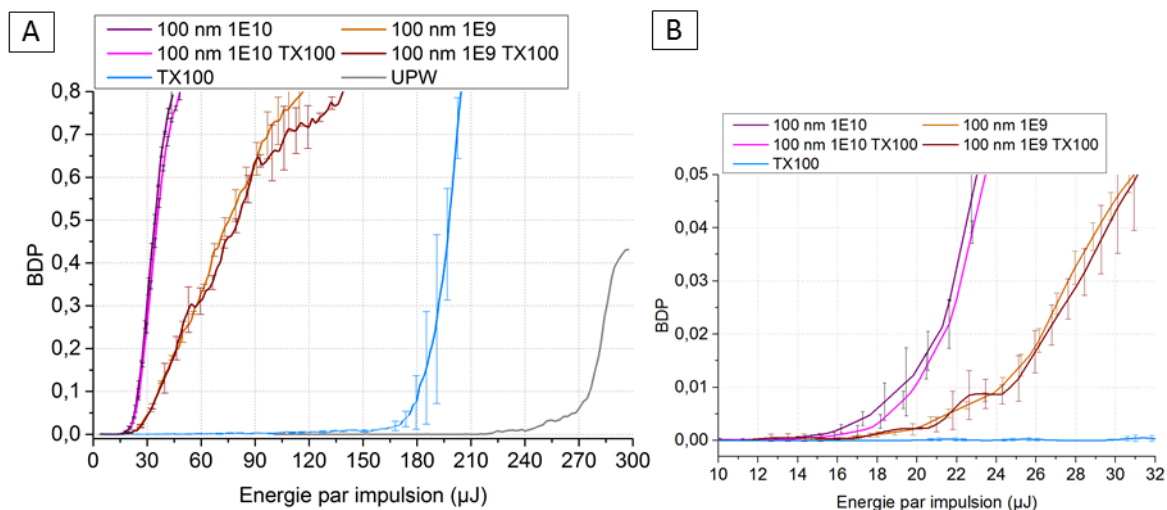 A
100 nm 1E10 100 nm 1E9
100 nm 1E10 TX100 100 nm 1E9 TX100
TX100 UPW
0,8
0,7
0,6
0,5
0,4
0,3
0,2
0,1
0,0
BDP
0 30 60 90 120 150 180 210 240 270 300
Energie par impulsion (µJ)
B
100 nm 1E10 100 nm 1E9
100 nm 1E10 TX100 100 nm 1E9 TX100
TX100
0,05
0,04
0,03
0,02
0,01
0,00
BDP
10 12 14 16 18 20 22 24 26 28 30 32
Energie par impulsion (µJ)